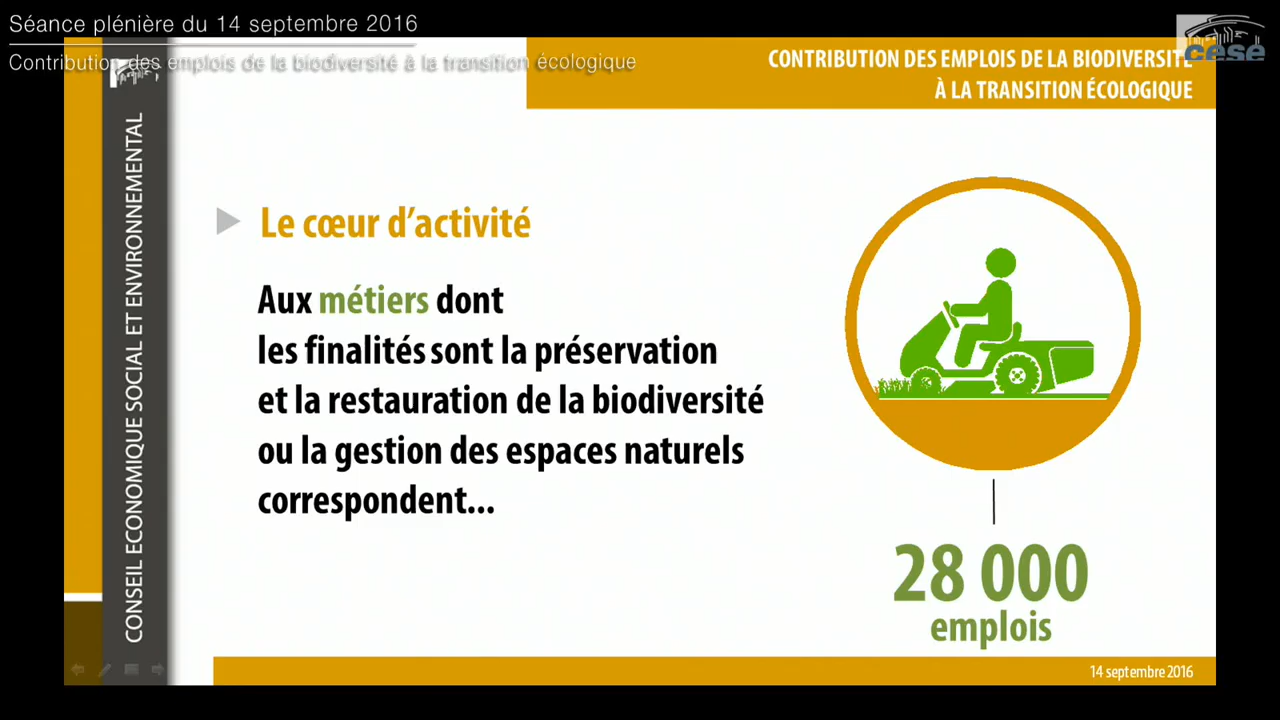 Séance plénière du 14 septembre 2016
Contribution des emplois de la biodiversité à la transition écologique
cese
CONTRIBUTION DES EMPLOIS DE LA BIODIVERSITÉ
À LA TRANSITION ÉCOLOGIQUE
CONSEIL ECONOMIQUE SOCIAL ET ENVIRONNEMENTAL
Le cœur d’activité
Aux métiers dont
les finalités sont la préservation
et la restauration de la biodiversité
ou la gestion des espaces naturels
correspondent...
28 000
emplois
14 septembre 2016